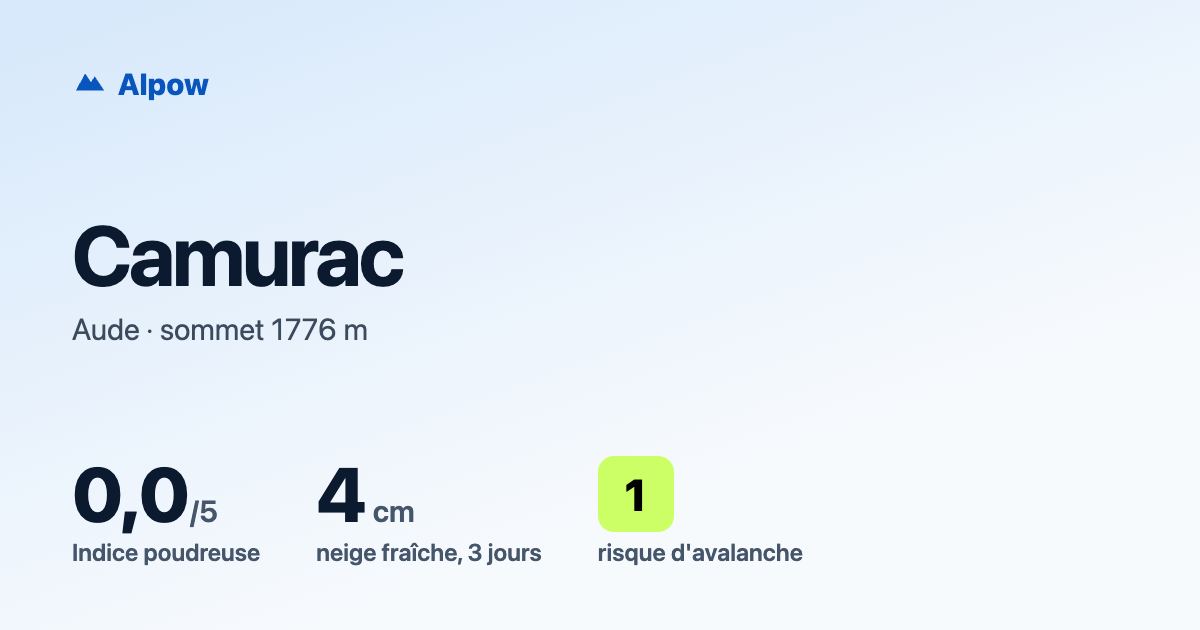 Alpow
Camurac
Aude · sommet 1776 m
0,0/5
Indice poudreuse
4 cm
neige fraîche, 3 jours
1
risque d'avalanche